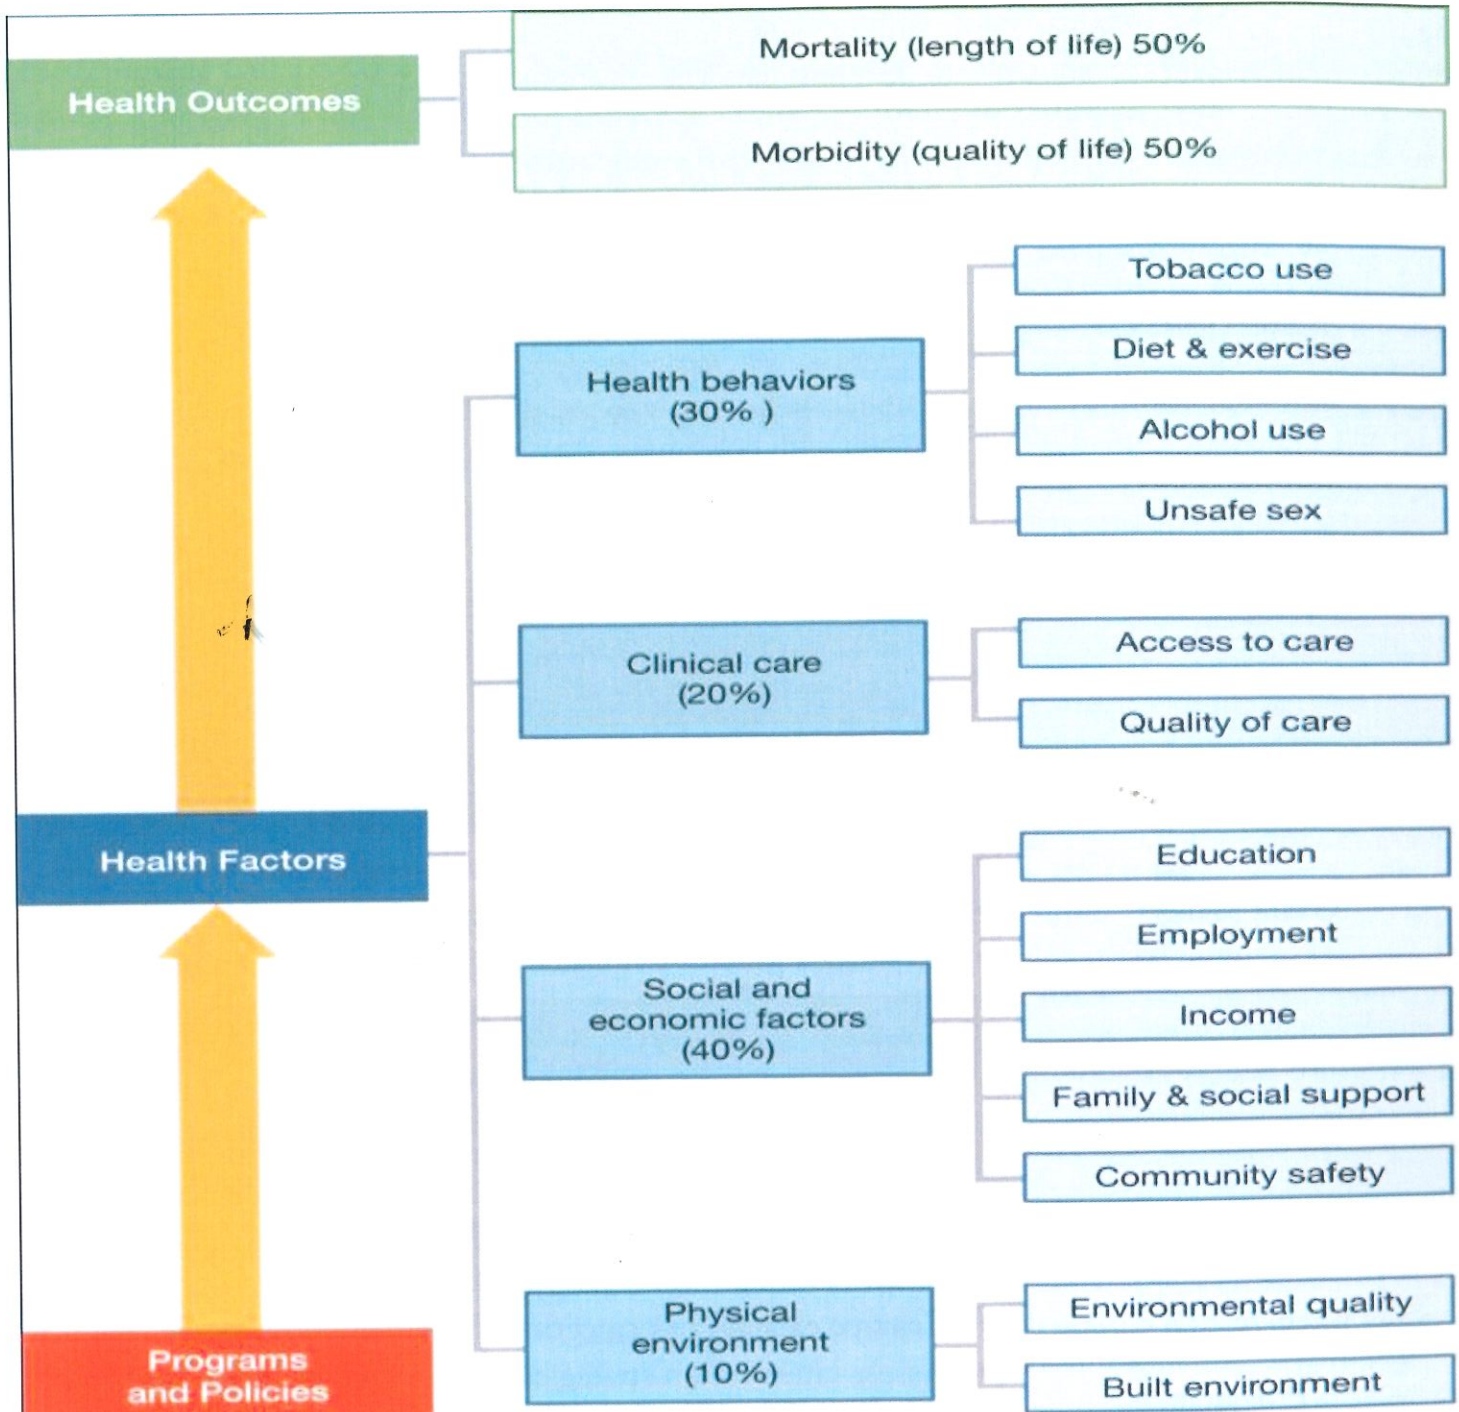 Health Outcomes
Mortality (length of life) 50%
Morbidity (quality of life) 50%
Health Factors
Health behaviors
(30% )
Tobacco use
Diet & exercise
Alcohol use
Unsafe sex
Clinical care
(20%)
Access to care
Quality of care
Social and
economic factors
(40%)
Education
Employment
Income
Family & social support
Community safety
Physical
environment
(10%)
Environmental quality
Built environment
Programs
and Policies